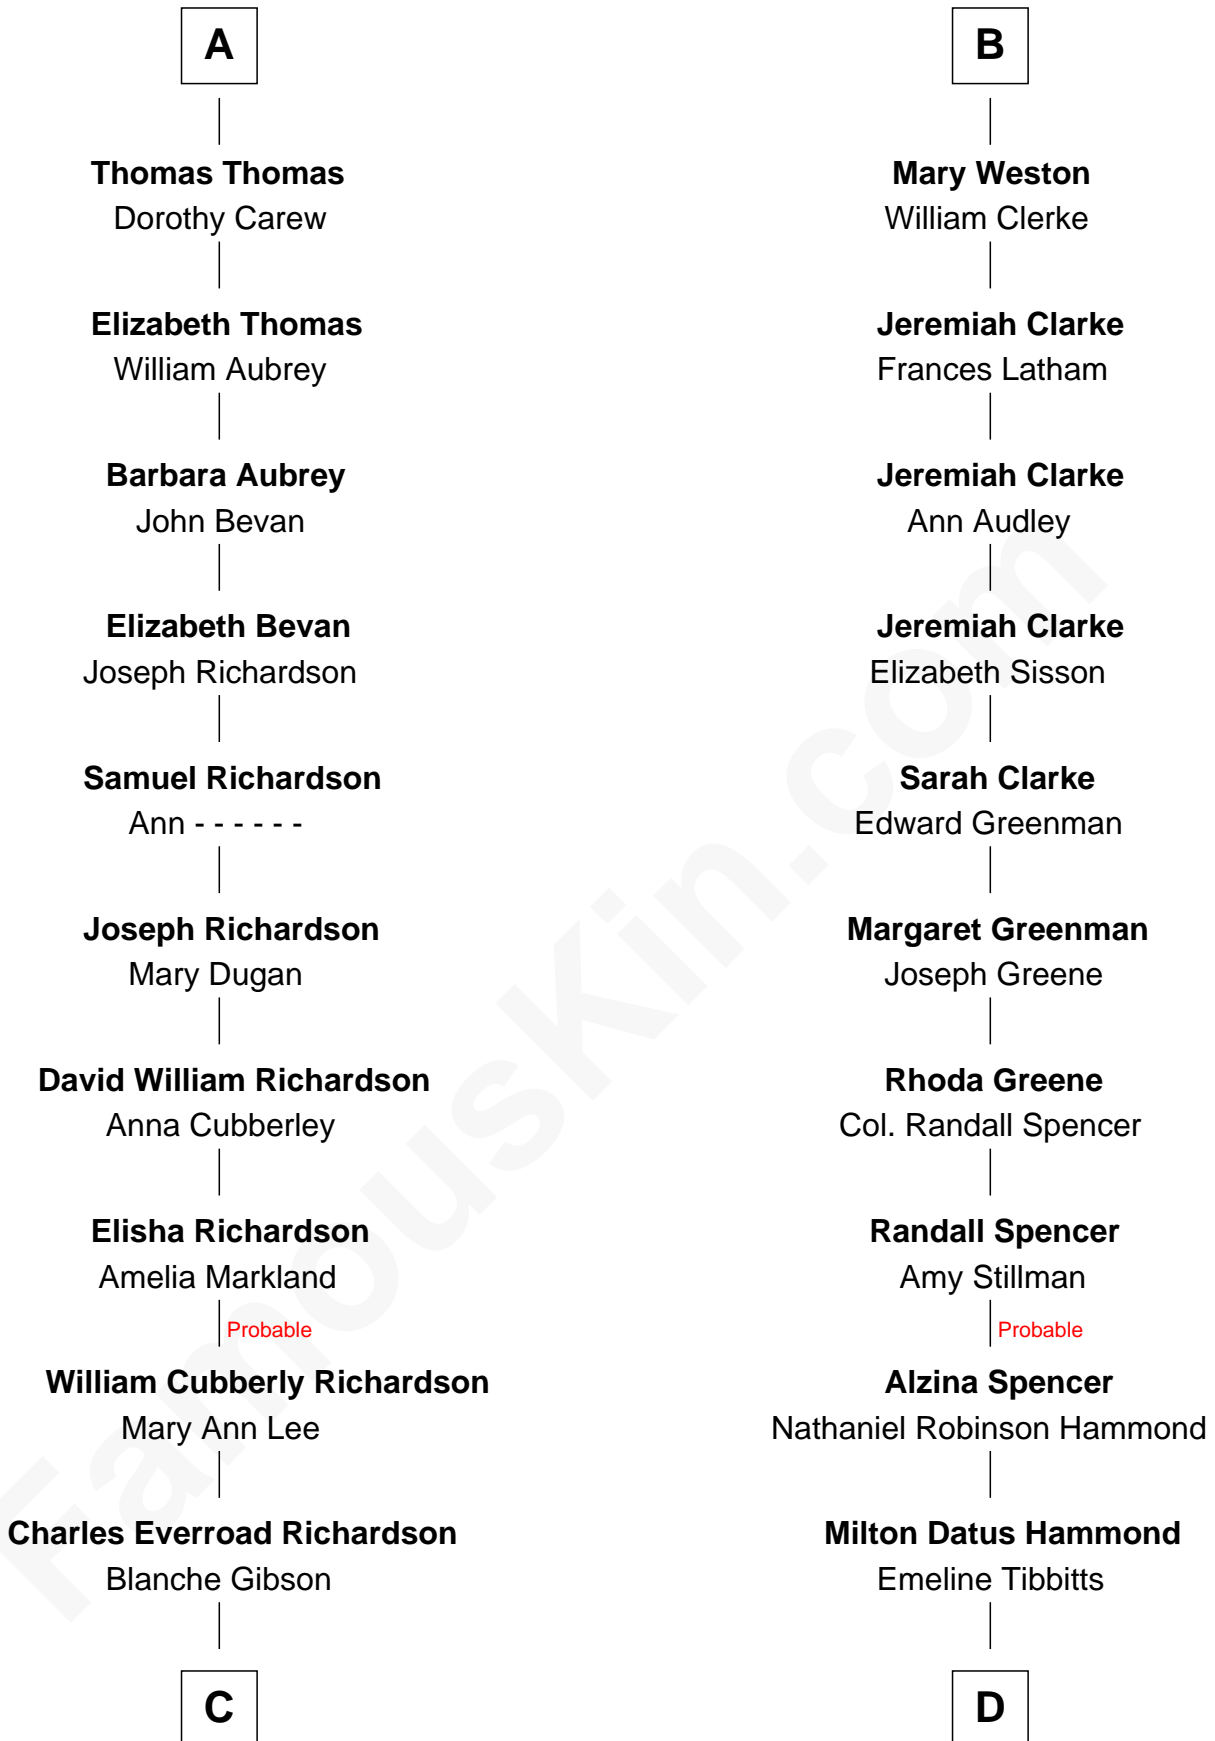 A
Thomas Thomas
Dorothy Carew
Elizabeth Thomas
William Aubrey
Barbara Aubrey
John Bevan
Elizabeth Bevan
Joseph Richardson
Samuel Richardson
Ann - - - - - -
Joseph Richardson
Mary Dugan
David William Richardson
Anna Cubberley
Elisha Richardson
Amelia Markland
Probable
William Cubberly Richardson
Mary Ann Lee
Charles Everroad Richardson
Blanche Gibson
C
B
Mary Weston
William Clerke
Jeremiah Clarke
Frances Latham
Jeremiah Clarke
Ann Audley
Jeremiah Clarke
Elizabeth Sisson
Sarah Clarke
Edward Greenman
Margaret Greenman
Joseph Greene
Rhoda Greene
Col. Randall Spencer
Randall Spencer
Amy Stillman
Probable
Alzina Spencer
Nathaniel Robinson Hammond
Milton Datus Hammond
Emeline Tibbitts
D
FamousKin.com